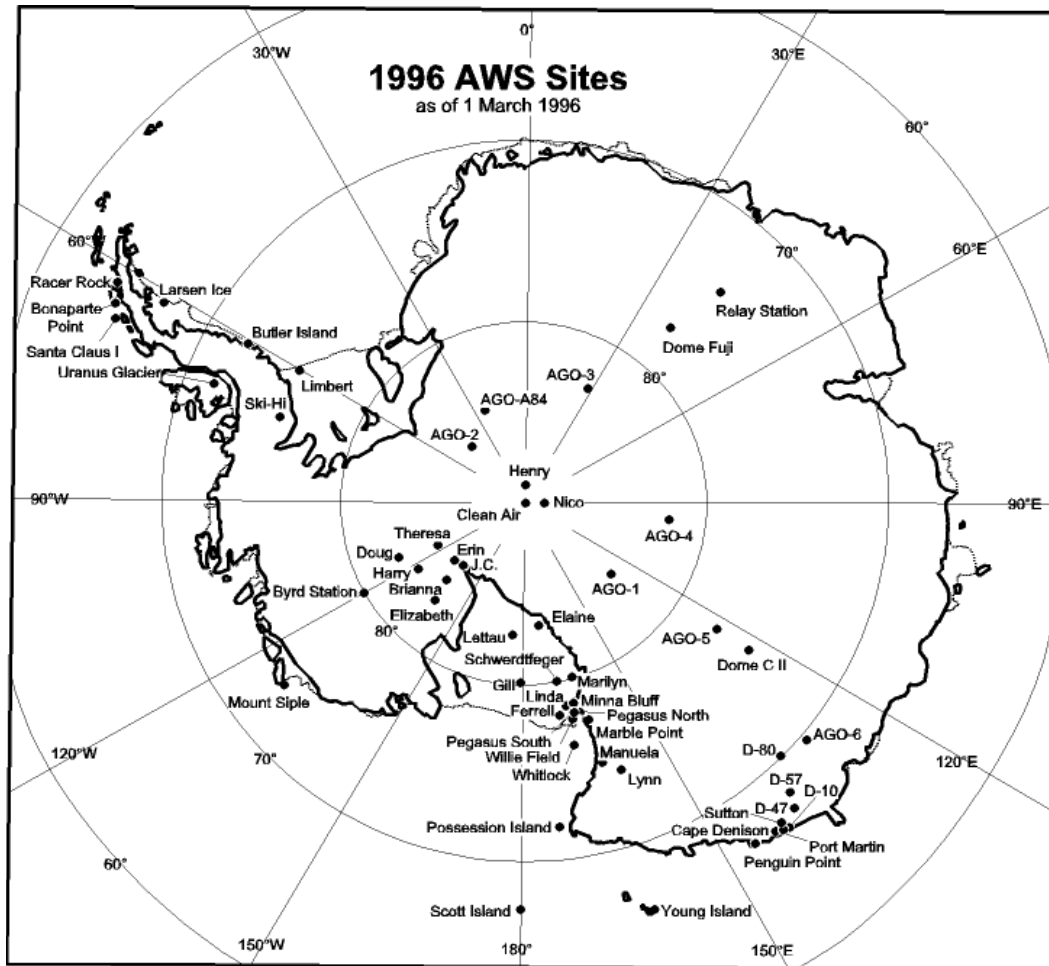 0°
30°W
30°E
1996 AWS Sites
as of 1 March 1996
60°
60°W
60°E
70°
Racer Rock
Larsen Ice
Bonaparte
Point
Relay Station
Butler Island
Santa Claus I
Dome Fuji
Uranus Glacier
Limbert
AGO-3
80°
Ski-Hi
AGO-A84
AGO-2
Henry
90°W
Clean Air
Nico
90°E
Theresa
AGO-4
Doug
Erin
Harry
J.C.
Byrd Station
Brianna
AGO-1
Elizabeth
80°
Elaine
Lettau
AGO-5
Schwerdtfeger
Dome C II
Gill
Marilyn
Mount Siple
Linda
Minna Bluff
Ferrell
Pegasus North
Marble Point
120°W
Pegasus South
Manuela
D-80
AGO-6
70°
Willie Field
120°E
Whitlock
Lynn
D-57
D-10
Sutton
D-47
Possession Island
Cape Denison
Port Martin
60°
Penguin Point
Scott Island
Young Island
150°W
180°
150°E